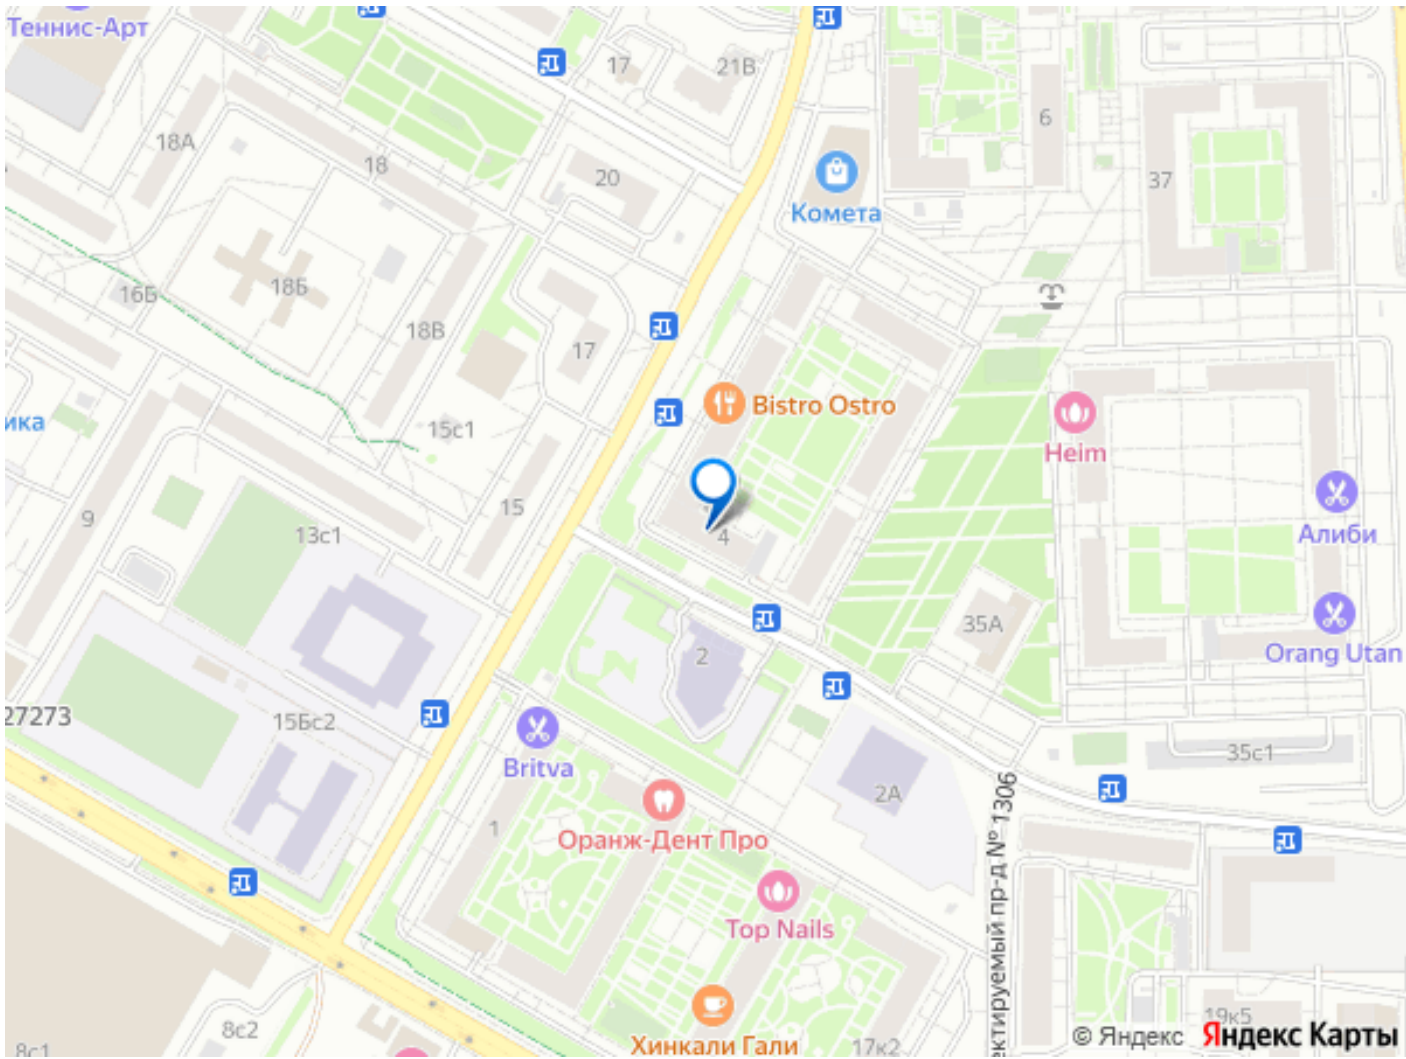 Теннис-Арт
17
21В
6
18А
18
20
37
Комета
18Б
16Б
18В
17
Bistro Ostro
15с1
ика
Heim
15
9
13с1
4
Алиби
35А
2
Orang Utan
27273
15Бс2
35с1
Britva
2А
1
Оранж-Дент Про
ектируемый пр-д № 1306
Top Nails
8с2
19к5
Хинкали Гали
17к2
8с1
© Яндекс Яндекс Карты